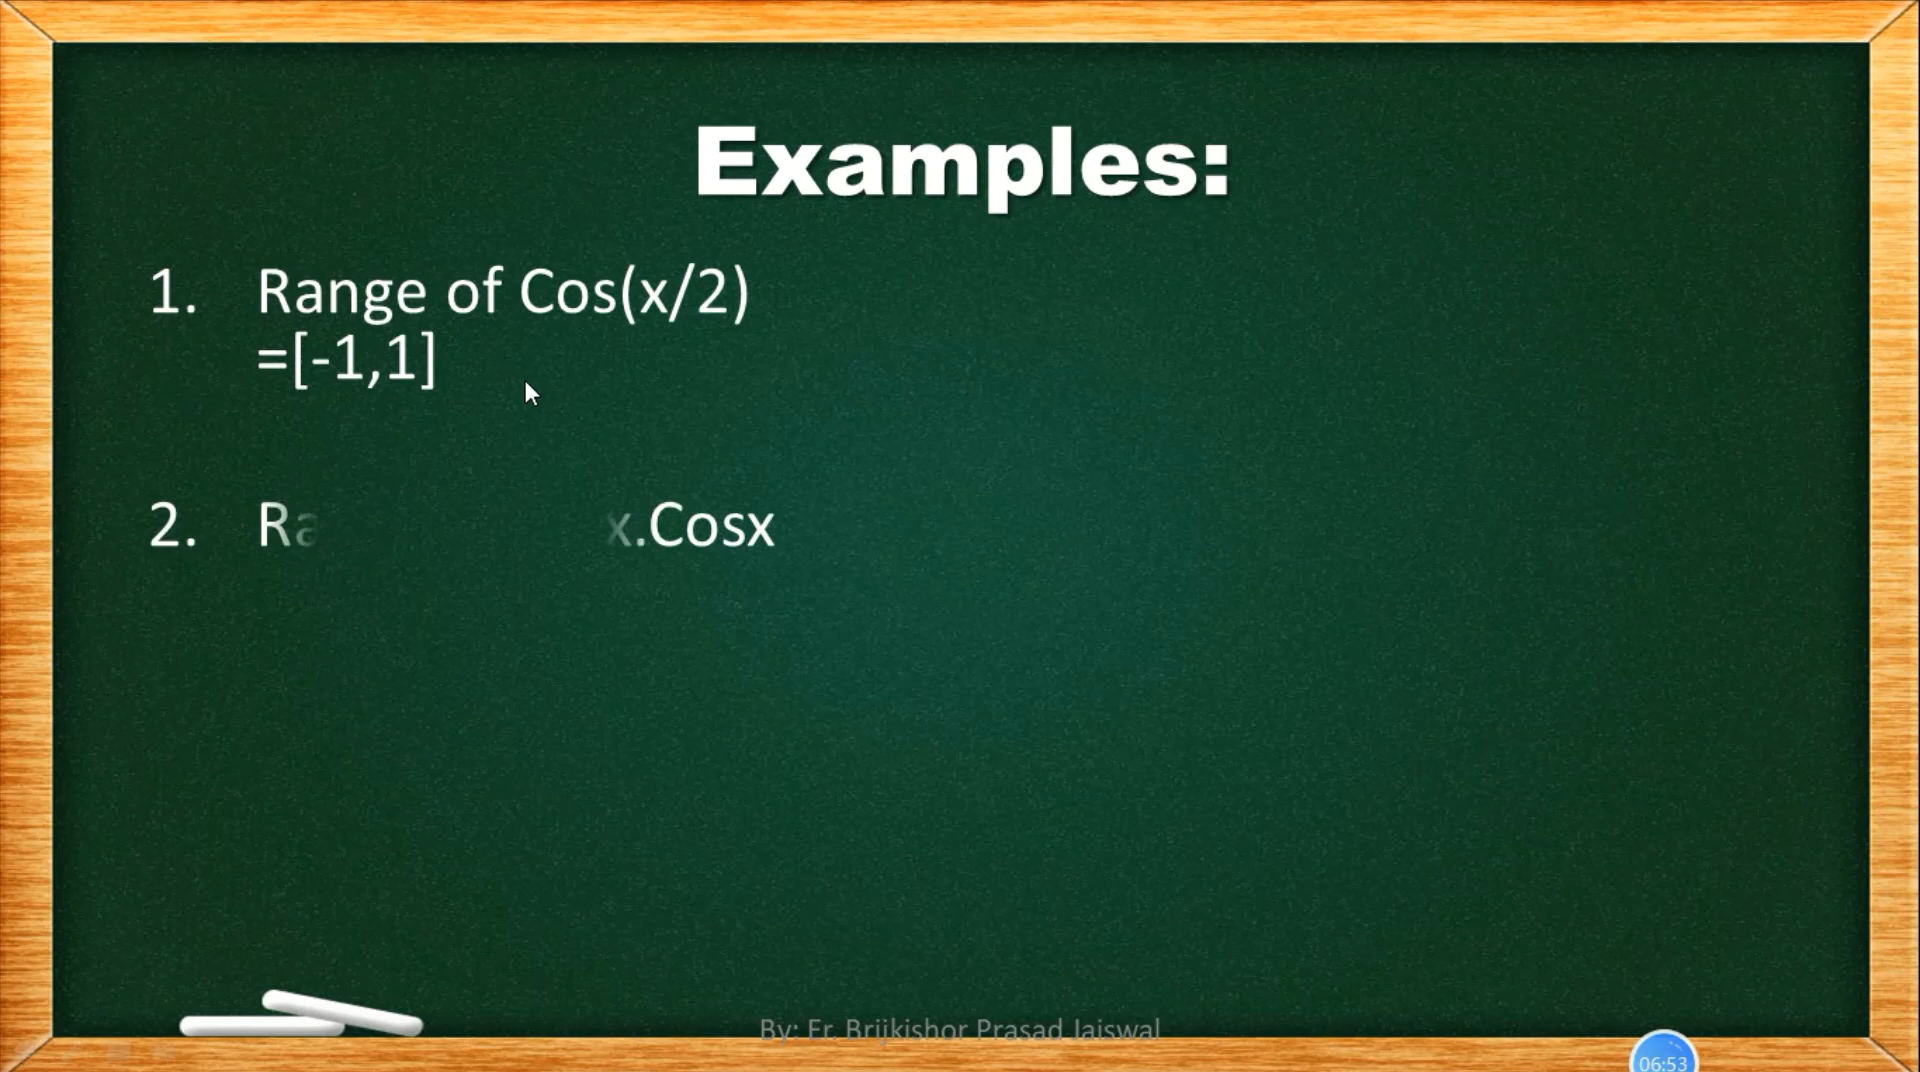 Examples:
1. Range of Cos(x/2)
=[-1,1]
2. Ra x.Cosx
By: Er. Brijkishor Prasad Jaiswal
06:53